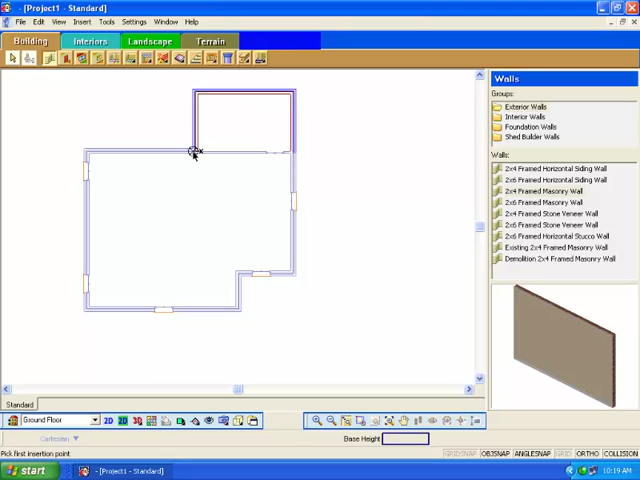 - [Project1 - Standard]
File Edit View Insert Tools Settings Window Help
Building Interiors Landscape Terrain
Walls
Groups:
Exterior Walls
Interior Walls
Foundation Walls
Shed Builder Walls
Walls:
2x4 Framed Horizontal Siding Wall
2x6 Framed Horizontal Siding Wall
2x4 Framed Masonry Wall
2x6 Framed Masonry Wall
2x4 Framed Stone Veneer Wall
2x6 Framed Stone Veneer Wall
2x6 Framed Horizontal Stucco Wall
Existing 2x4 Framed Masonry Wall
Demolition 2x4 Framed Masonry Wall
Standard
Ground Floor 2D 2D 3D
Cartesian Base Height
Pick first insertion point GRIDSNAP OBJSNAP ANGLESNAP GRID ORTHO COLLISION
start - [Project1 - Standard] 10:19 AM